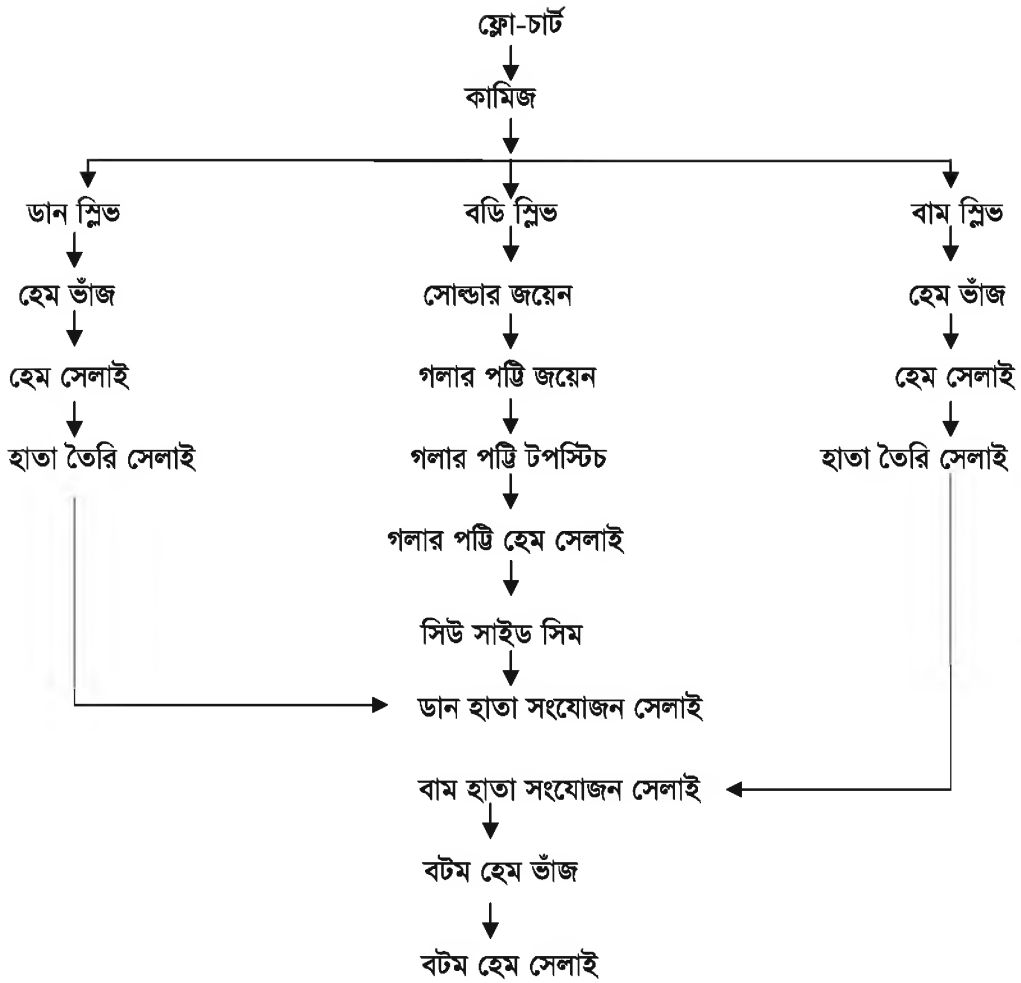 ফ্লো-চার্ট
কামিজ
ডান স্লিভ বডি স্লিভ বাম স্লিভ
হেম ভাঁজ সোল্ডার জয়েন হেম ভাঁজ
হেম সেলাই গলার পট্টি জয়েন হেম সেলাই
হাতা তৈরি সেলাই গলার পট্টি টপস্টিচ হাতা তৈরি সেলাই
গলার পট্টি হেম সেলাই
সিউ সাইড সিম
ডান হাতা সংযোজন সেলাই
বাম হাতা সংযোজন সেলাই
বটম হেম ভাঁজ
বটম হেম সেলাই